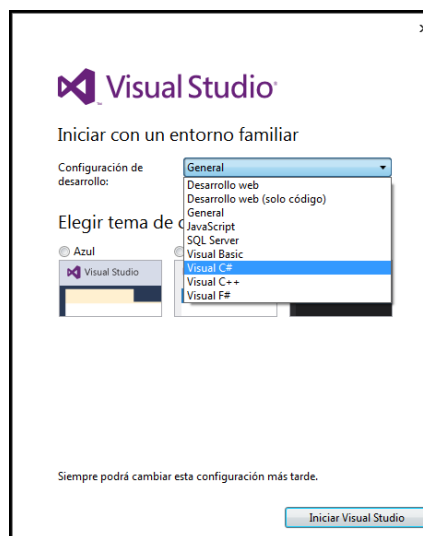 Visual Studio
Iniciar con un entorno familiar
Configuración de desarrollo:
General
Desarrollo web
Desarrollo web (solo código)
General
JavaScript
SQL Server
Visual Basic
Visual C#
Visual C++
Visual F#
Elegir tema de
Azul
Visual Studio
Siempre podrá cambiar esta configuración más tarde.
Iniciar Visual Studio